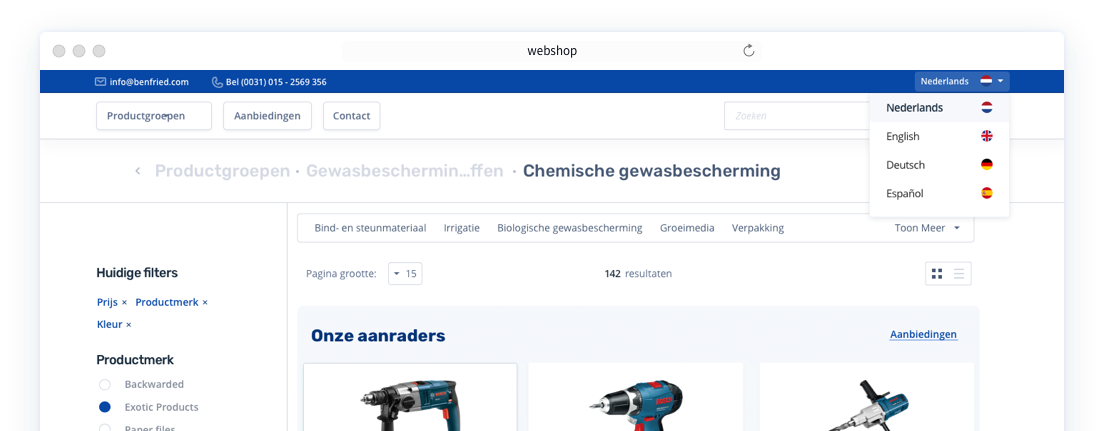 webshop
info@benfried.com Bel (0031) 015 - 2569 356 Nederlands
Productgroepen Aanbiedingen Contact Zoeken
Nederlands
English
Deutsch
Español
Productgroepen · Gewasbeschermin...ffen · Chemische gewasbescherming
Bind- en steunmateriaal Irrigatie Biologische gewasbescherming Groeimedia Verpakking Toon Meer
Huidige filters
Pagina grootte: 15 142 resultaten
Prijs × Productmerk ×
Kleur ×
Onze aanraders Aanbiedingen
Productmerk
Backwarded
Exotic Products
Paper files